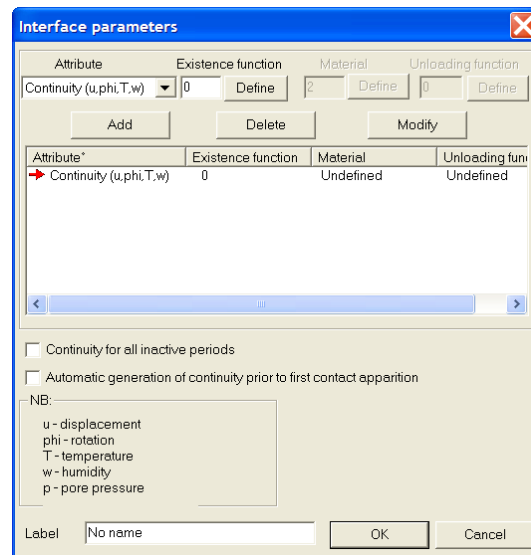 Interface parameters
Attribute Existence function Material Unloading function
Continuity (u,phi,T,w) 0 Define 2 Define 0 Define
Add Delete Modify
Attribute* Existence function Material Unloading fun
Continuity (u,phi,T,w) 0 Undefined Undefined
Continuity for all inactive periods
Automatic generation of continuity prior to first contact apparition
NB:
u - displacement
phi - rotation
T - temperature
w - humidity
p - pore pressure
Label No name OK Cancel